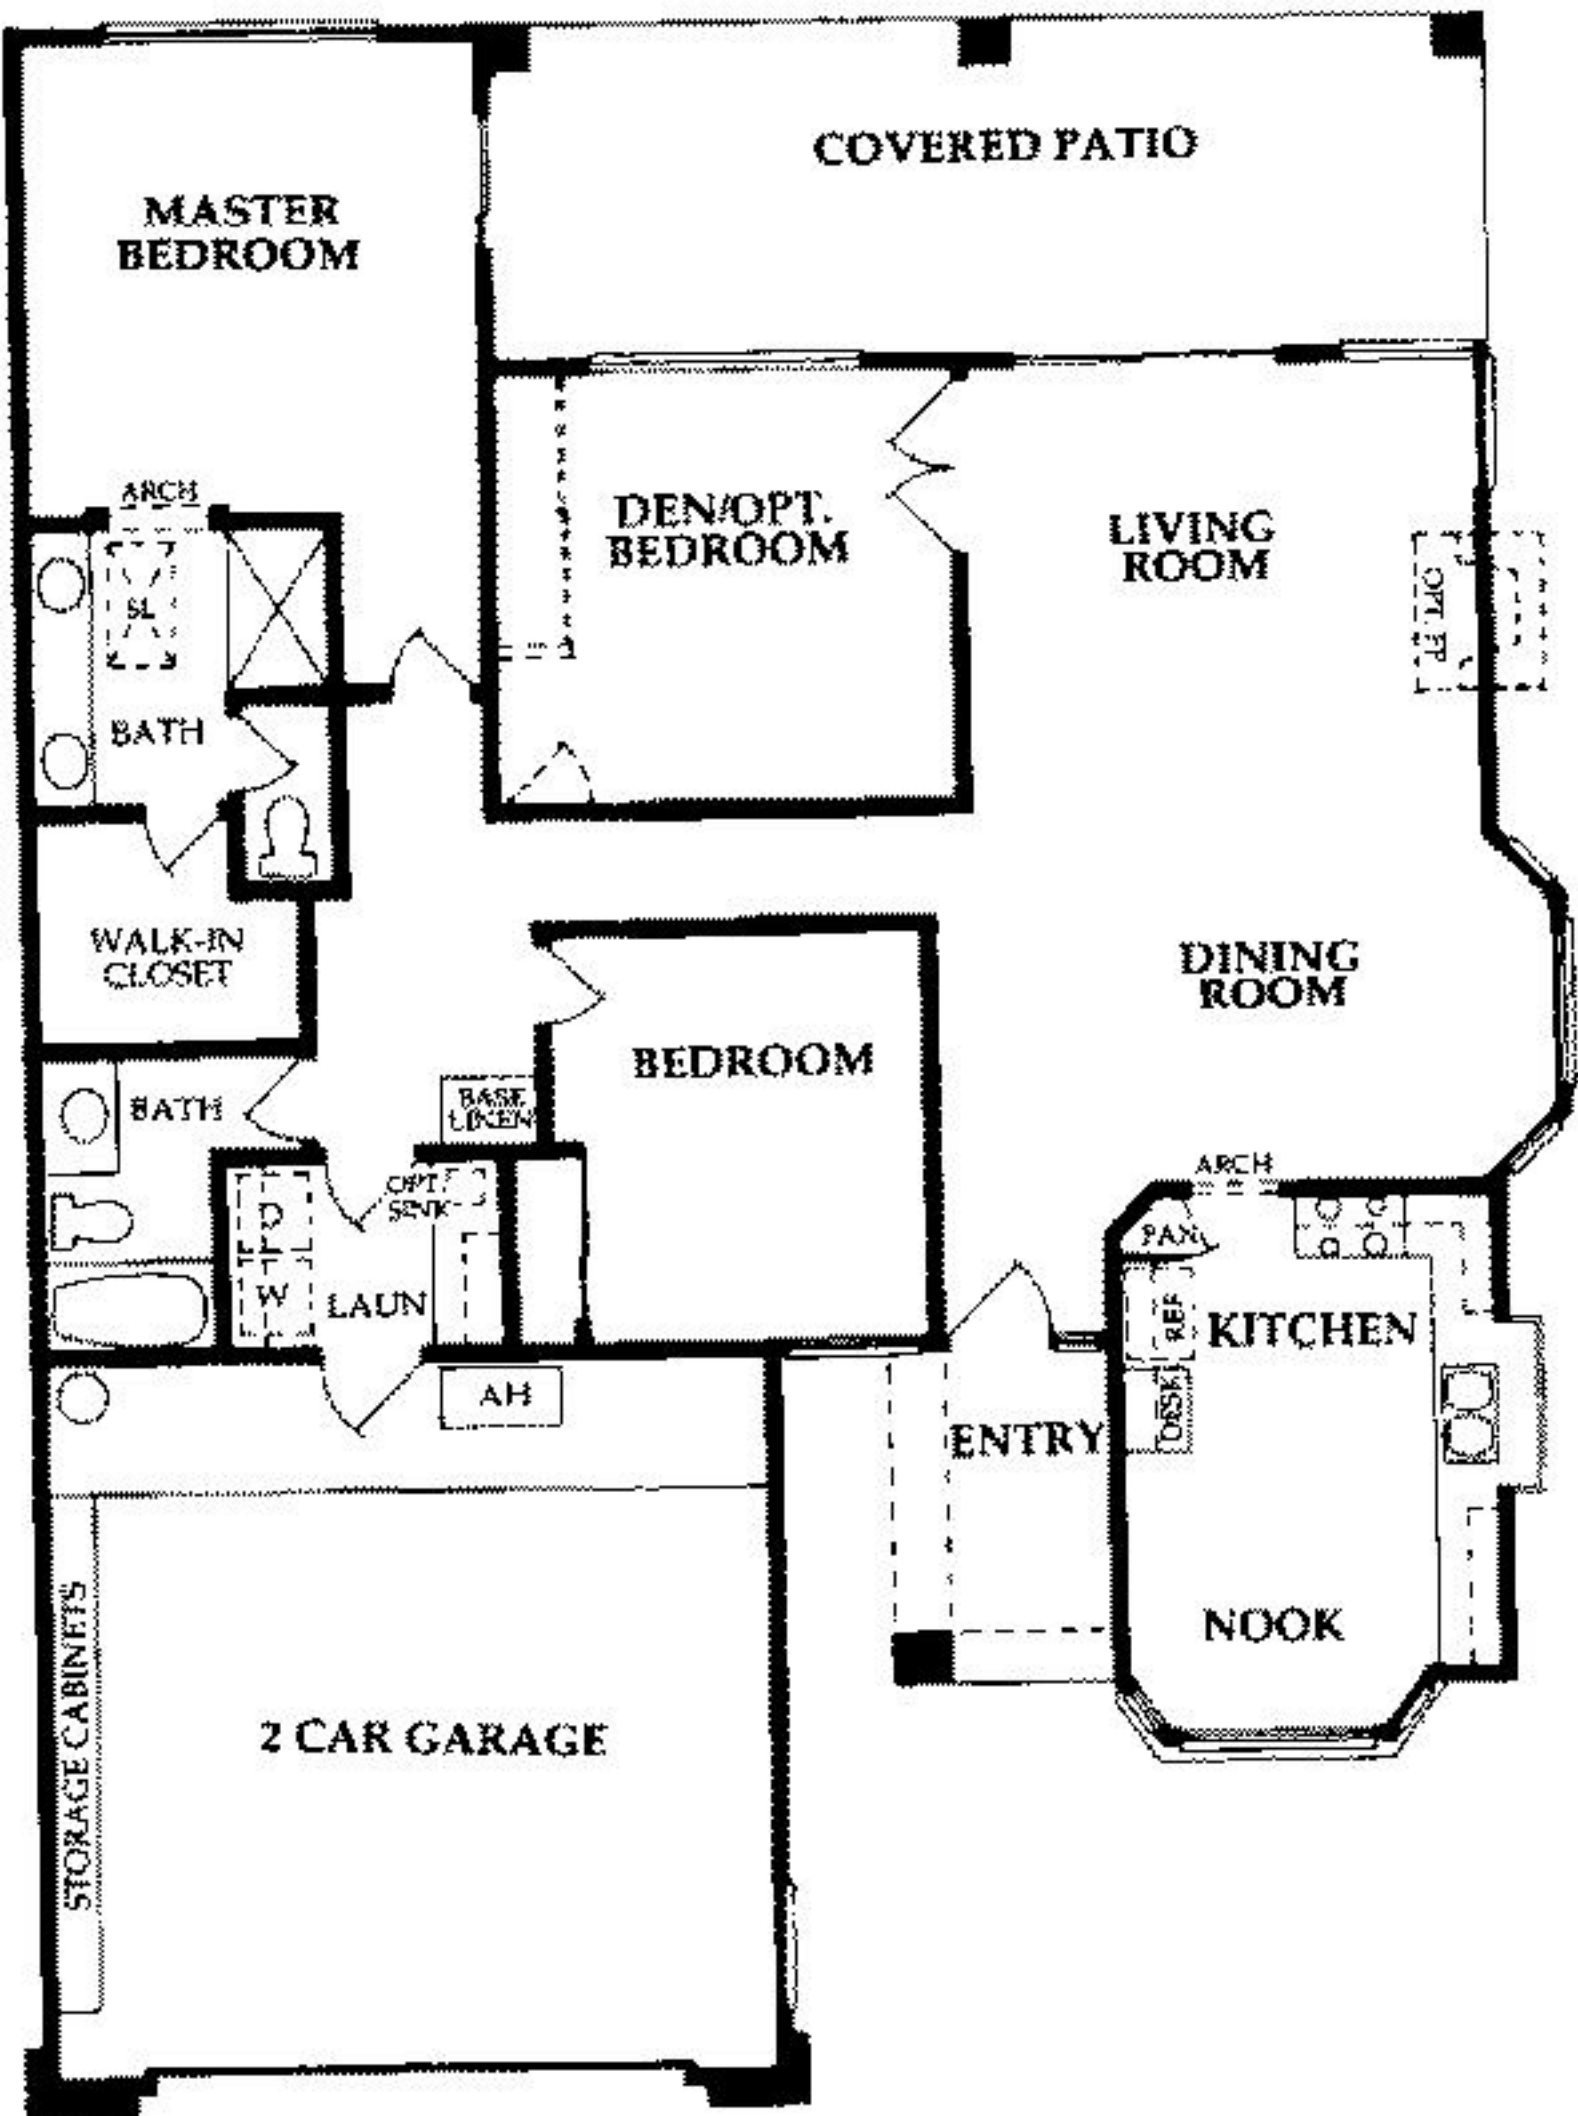 COVERED PATIO
MASTER
BEDROOM
ARCH
DEN/OPT.
BEDROOM
LIVING
ROOM
OPT. FP
SL
BATH
WALK-IN
CLOSET
DINING
ROOM
BEDROOM
BASE
LINEN
BATH
ARCH
OPT
SINK
PAN
D
W
LAUN
REF
KITCHEN
AH
DESK
ENTRY
NOOK
STORAGE CABINETS
2 CAR GARAGE